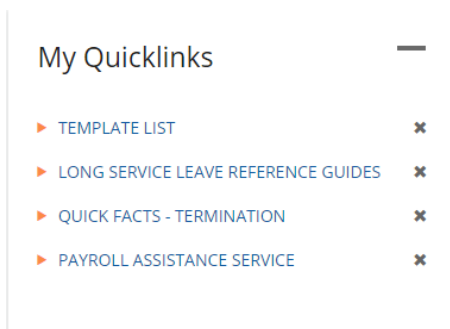 My Quicklinks
TEMPLATE LIST
LONG SERVICE LEAVE REFERENCE GUIDES
QUICK FACTS - TERMINATION
PAYROLL ASSISTANCE SERVICE